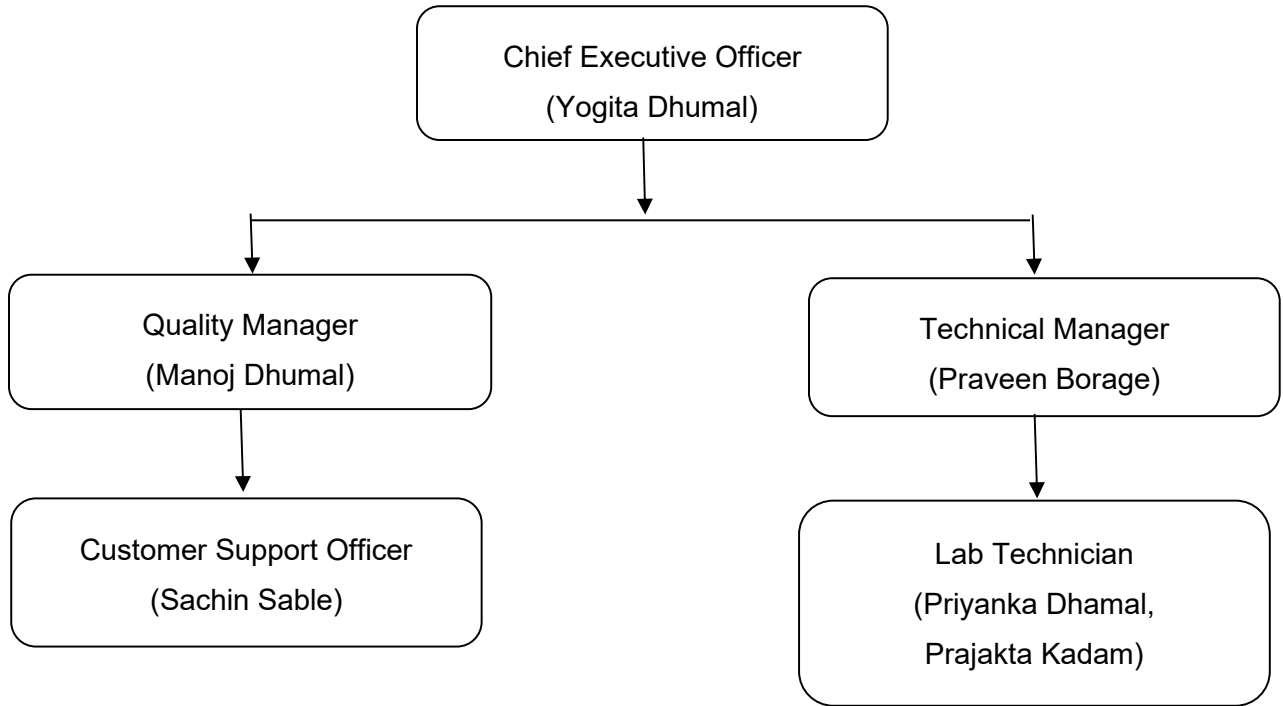 Chief Executive Officer
(Yogita Dhumal)
Quality Manager
(Manoj Dhumal)
Technical Manager
(Praveen Borage)
Customer Support Officer
(Sachin Sable)
Lab Technician
(Priyanka Dhamal,
Prajakta Kadam)